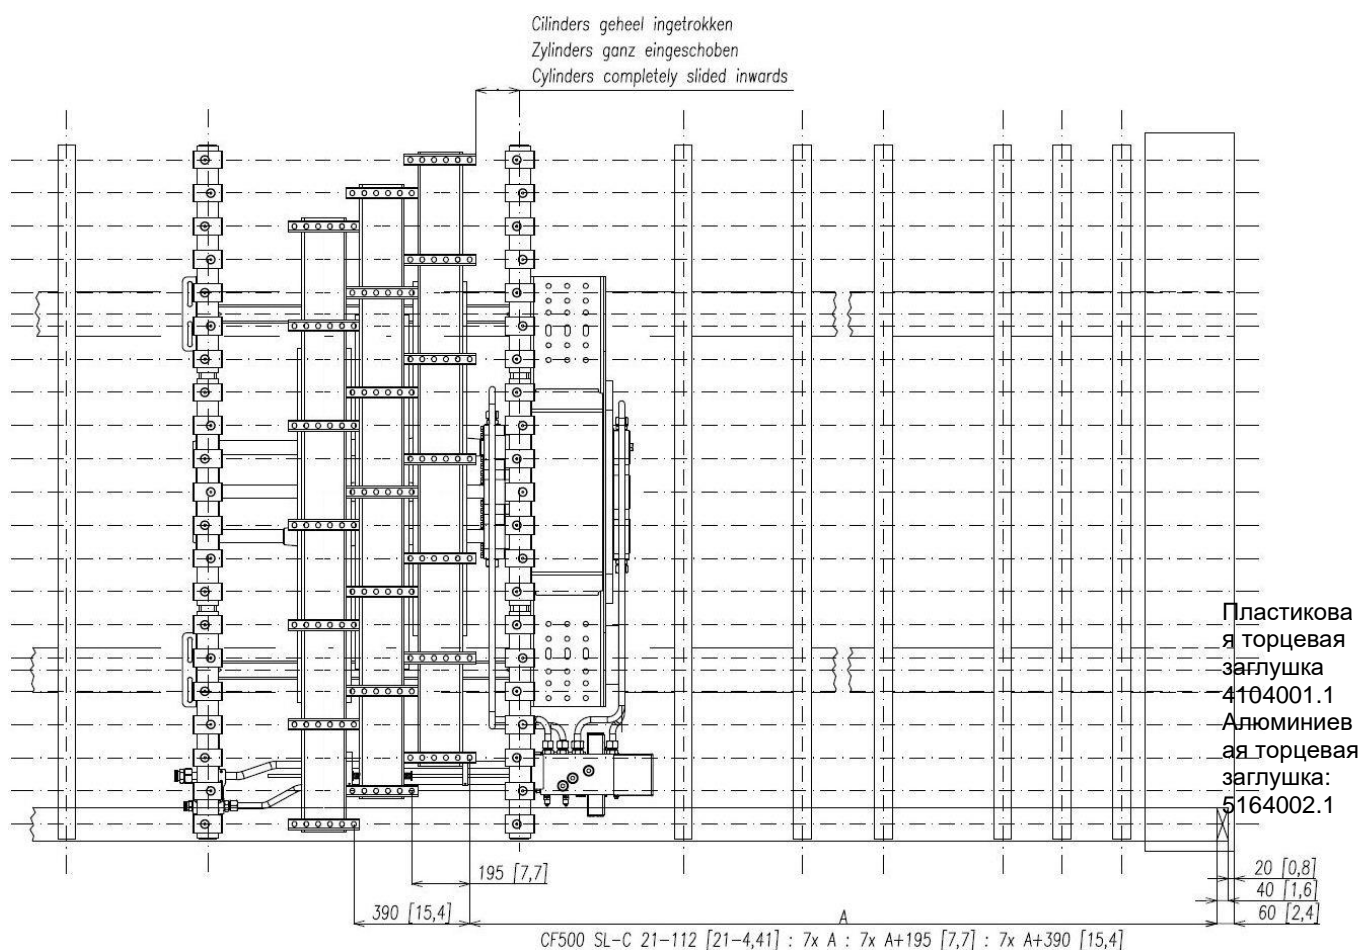 Cilinders geheel ingetrokken
Zylinders ganz eingeschoben
Cylinders completely slided inwards
Пластикова
я торцевая
заглушка
4104001.1
Алюминиев
ая торцевая
заглушка:
5164002.1
195 [7,7]
20 [0,8]
40 [1,6]
390 [15,4]
A
60 [2,4]
CF500 SL-C 21-112 [21-4,41] : 7x A : 7x A+195 [7,7] : 7x A+390 [15,4]